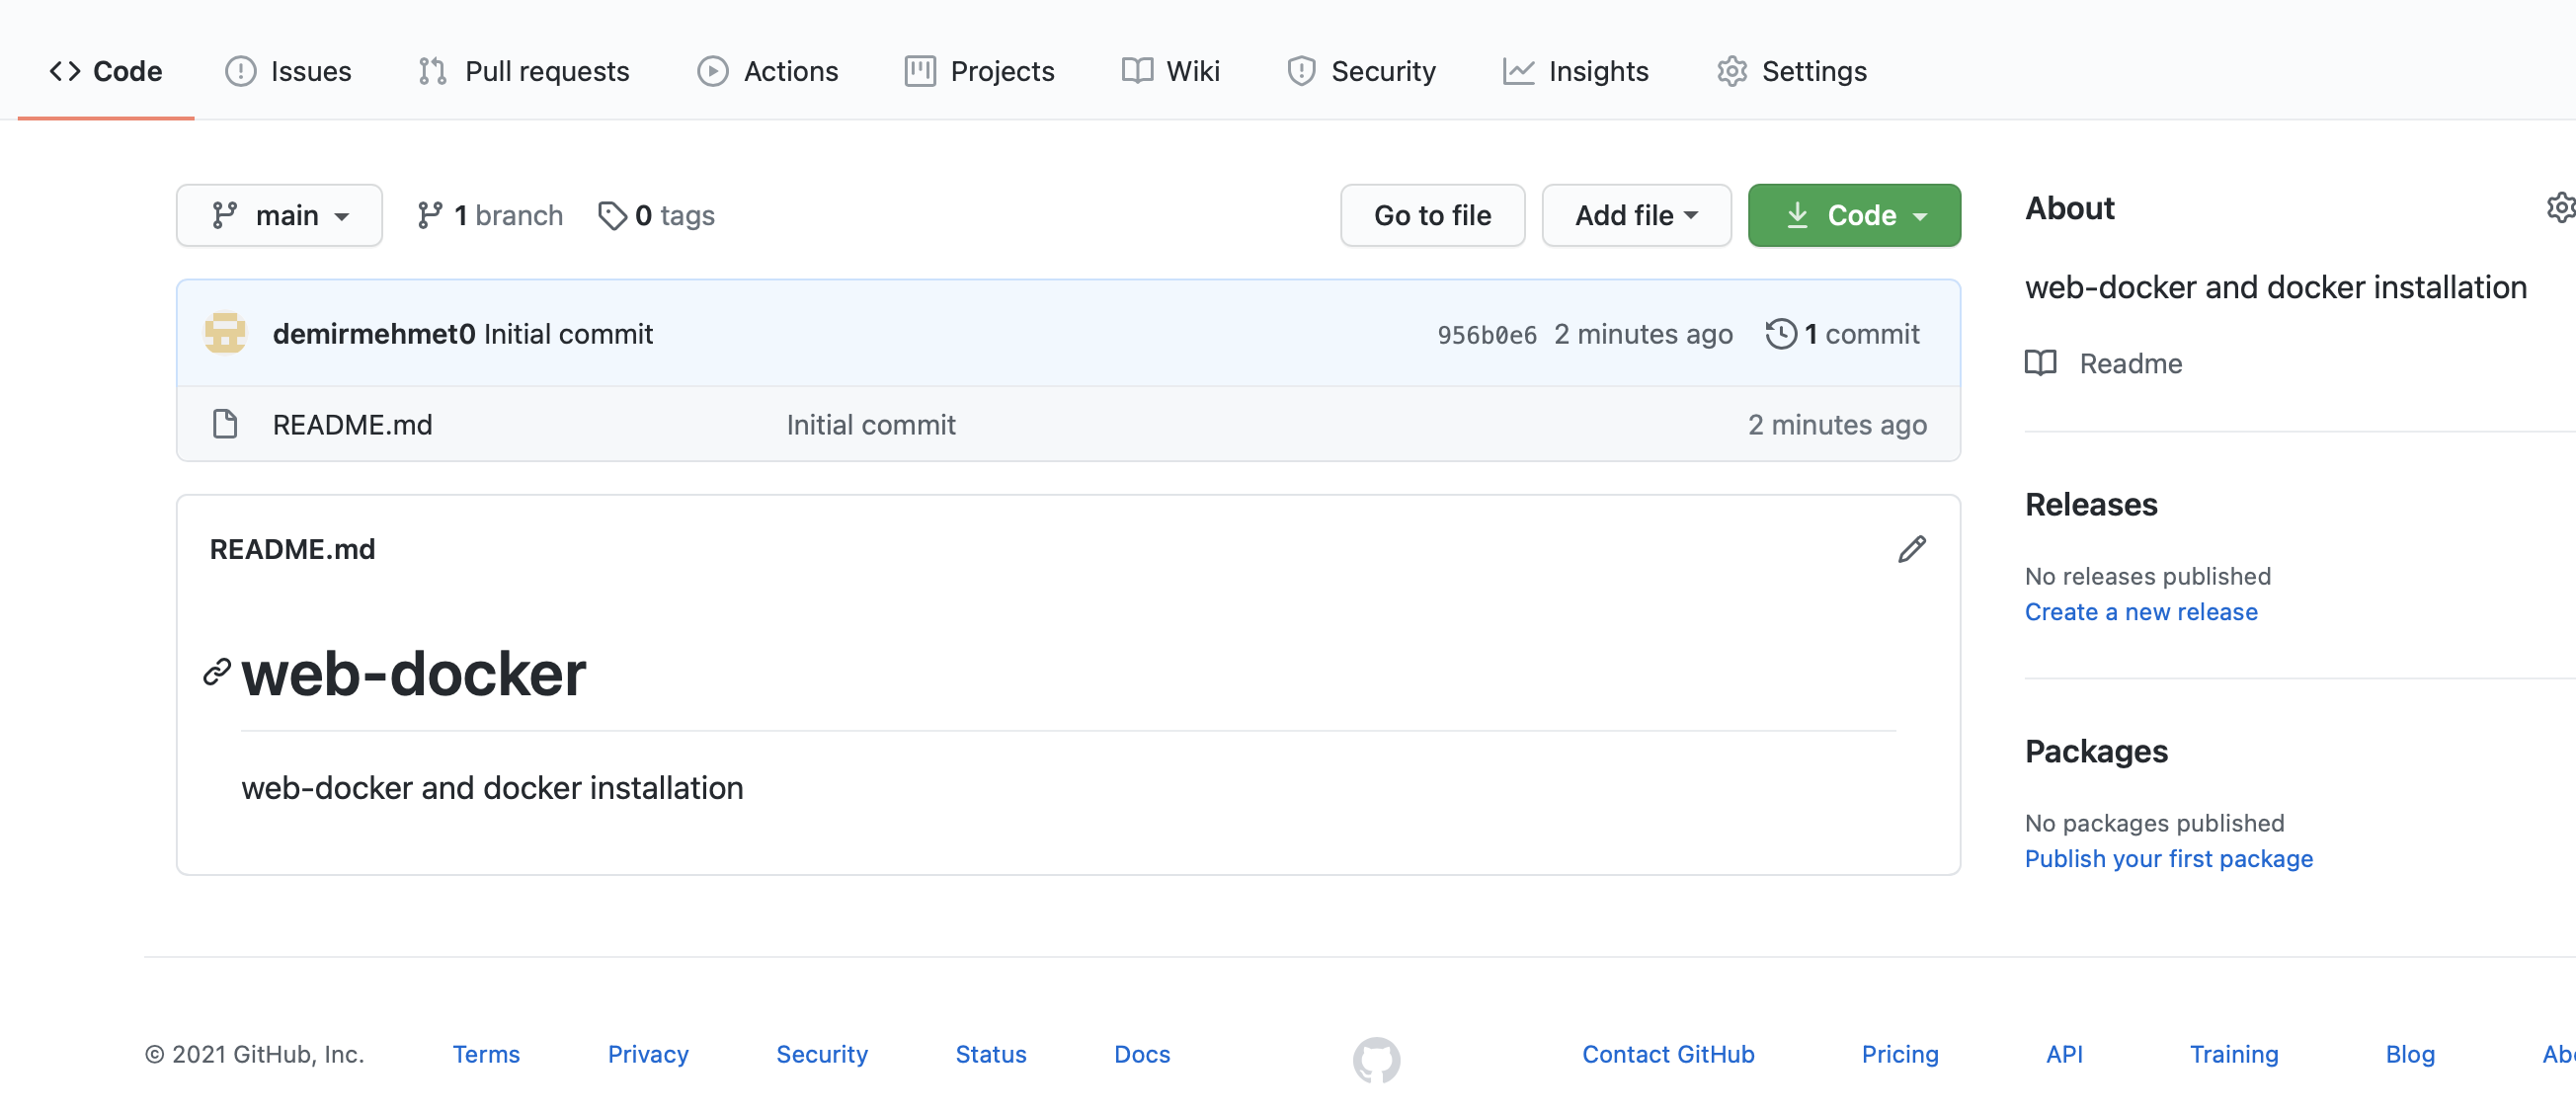 Code Issues Pull requests Actions Projects Wiki Security Insights Settings
main 1 branch 0 tags Go to file Add file Code
demirmehmet0 Initial commit 956b0e6 2 minutes ago 1 commit
README.md Initial commit 2 minutes ago
README.md
web-docker
web-docker and docker installation
About
web-docker and docker installation
Readme
Releases
No releases published
Create a new release
Packages
No packages published
Publish your first package
© 2021 GitHub, Inc. Terms Privacy Security Status Docs Contact GitHub Pricing API Training Blog